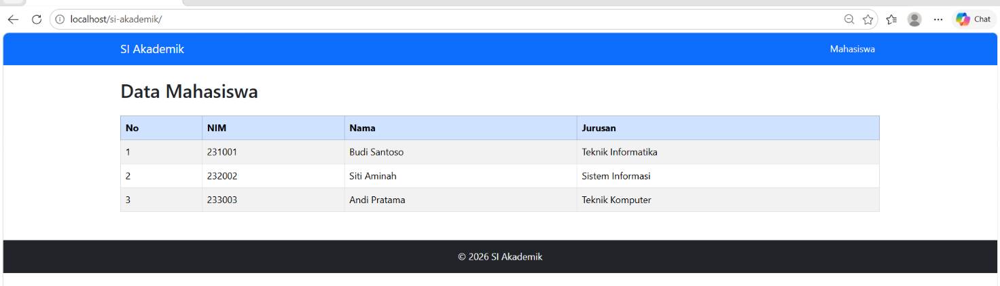 localhost/si-akademik/
Chat
SI Akademik
Mahasiswa
Data Mahasiswa
No NIM Nama Jurusan
1 231001 Budi Santoso Teknik Informatika
2 232002 Siti Aminah Sistem Informasi
3 233003 Andi Pratama Teknik Komputer
© 2026 SI Akademik